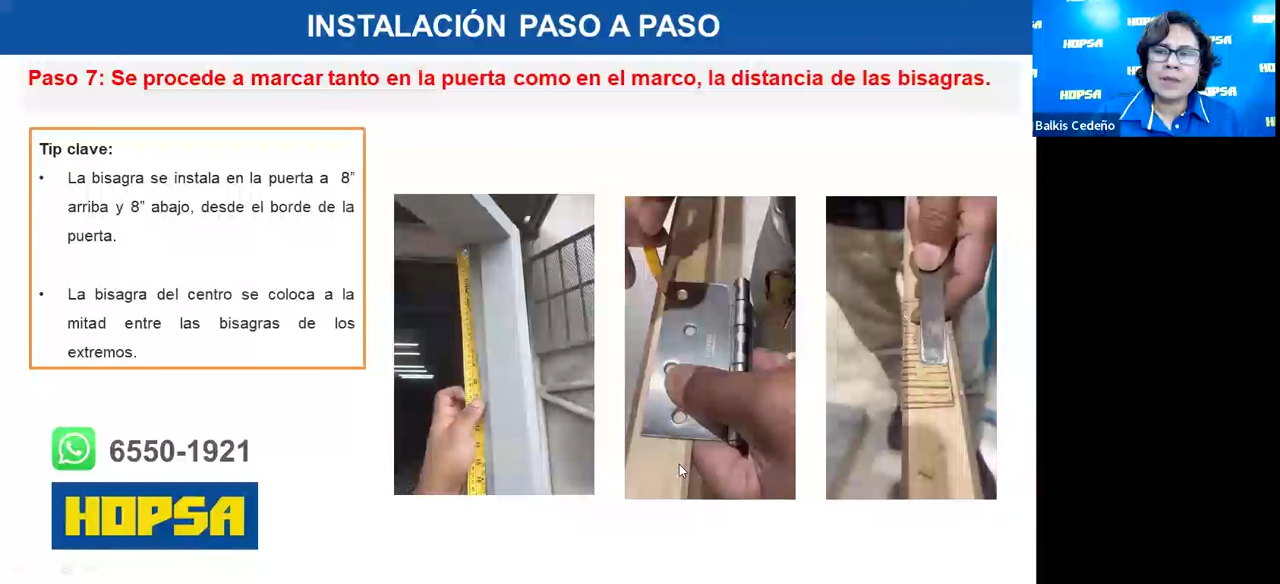 INSTALACIÓN PASO A PASO
Paso 7: Se procede a marcar tanto en la puerta como en el marco, la distancia de las bisagras.
Tip clave:
• La bisagra se instala en la puerta a 8”
arriba y 8” abajo, desde el borde de la
puerta.
• La bisagra del centro se coloca a la
mitad entre las bisagras de los
extremos.
6550-1921
HOPSA
HOPSA
HOPSA
HOPSA
Balkis Cedeño